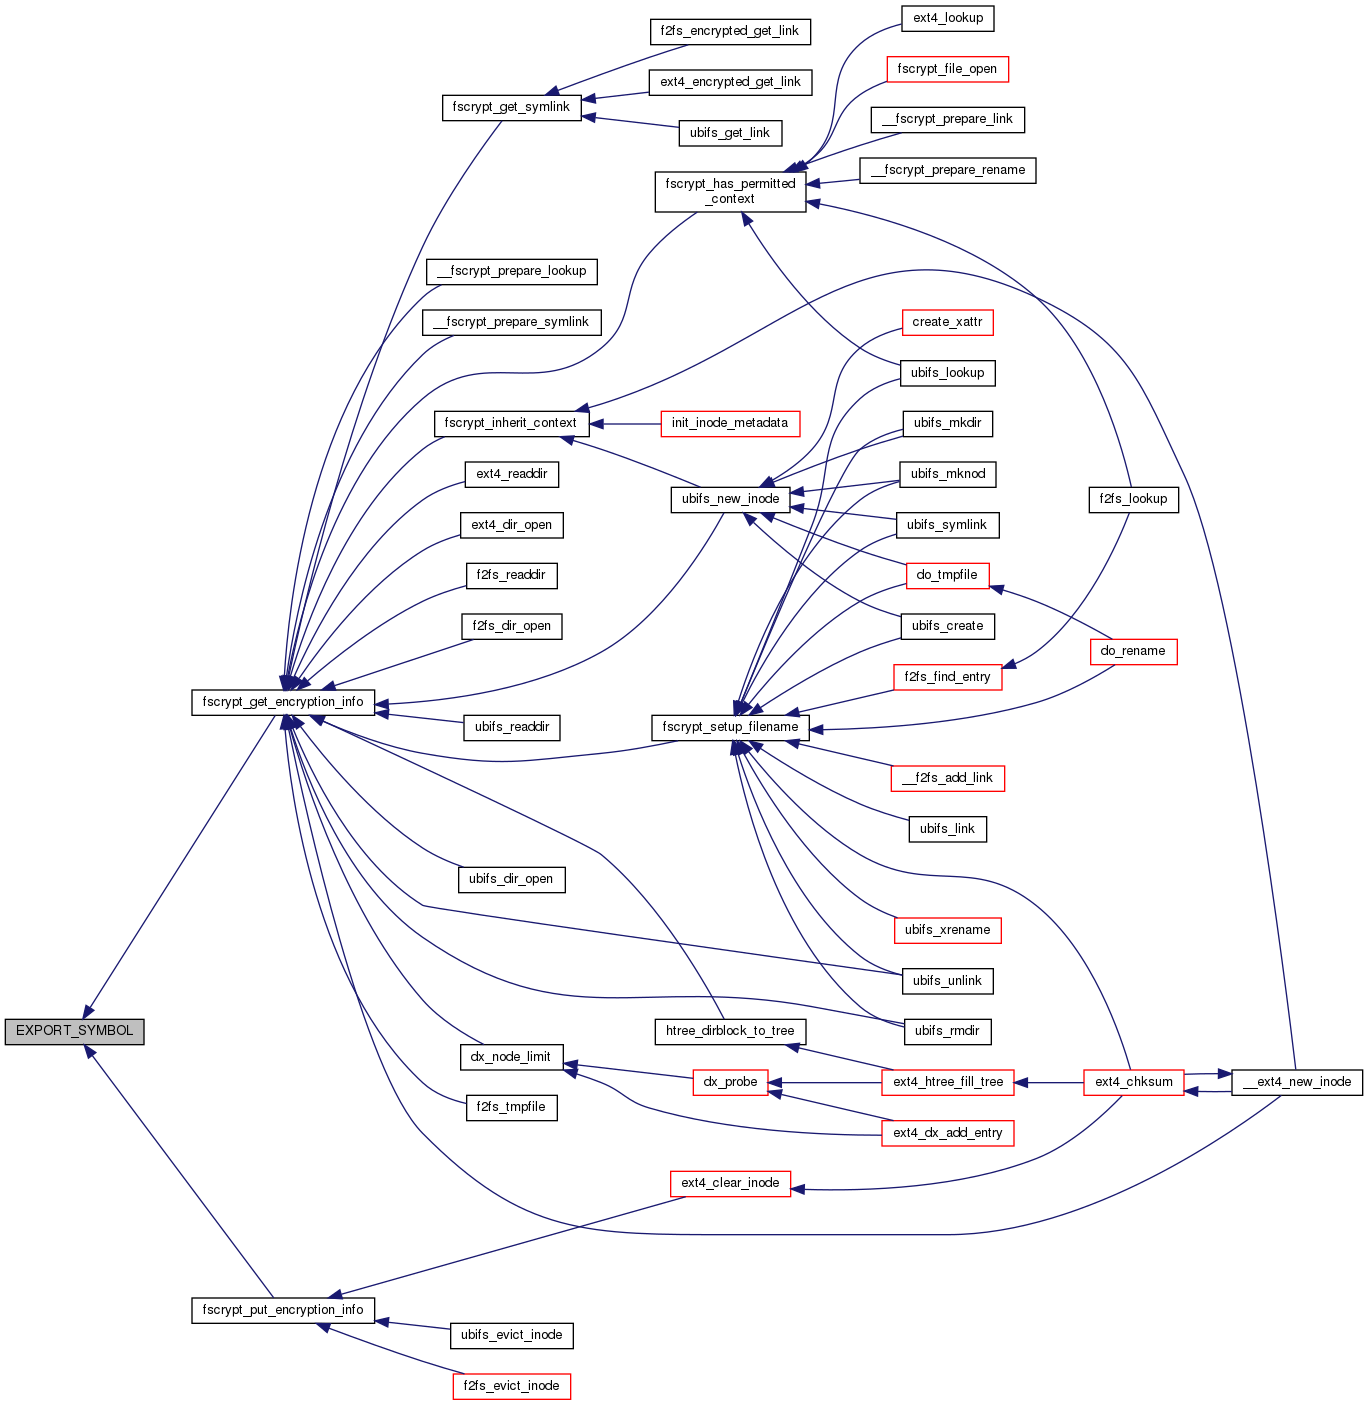 ext4_lookup
f2fs_encrypted_get_link
fscrypt_file_open
ext4_encrypted_get_link
fscrypt_get_symlink
__fscrypt_prepare_link
ubifs_get_link
__fscrypt_prepare_rename
fscrypt_has_permitted
_context
__fscrypt_prepare_lookup
__fscrypt_prepare_symlink
create_xattr
ubifs_lookup
fscrypt_inherit_context
init_inode_metadata
ubifs_mkdir
ext4_readdir
ubifs_mknod
ubifs_new_inode
f2fs_lookup
ext4_dir_open
ubifs_symlink
f2fs_readdir
do_tmpfile
f2fs_dir_open
ubifs_create
do_rename
f2fs_find_entry
fscrypt_get_encryption_info
ubifs_readdir
fscrypt_setup_filename
__f2fs_add_link
ubifs_link
ubifs_dir_open
ubifs_xrename
ubifs_unlink
EXPORT_SYMBOL
htree_dirblock_to_tree
ubifs_rmdir
dx_node_limit
dx_probe
ext4_htree_fill_tree
ext4_chksum
__ext4_new_inode
f2fs_tmpfile
ext4_dx_add_entry
ext4_clear_inode
fscrypt_put_encryption_info
ubifs_evict_inode
f2fs_evict_inode